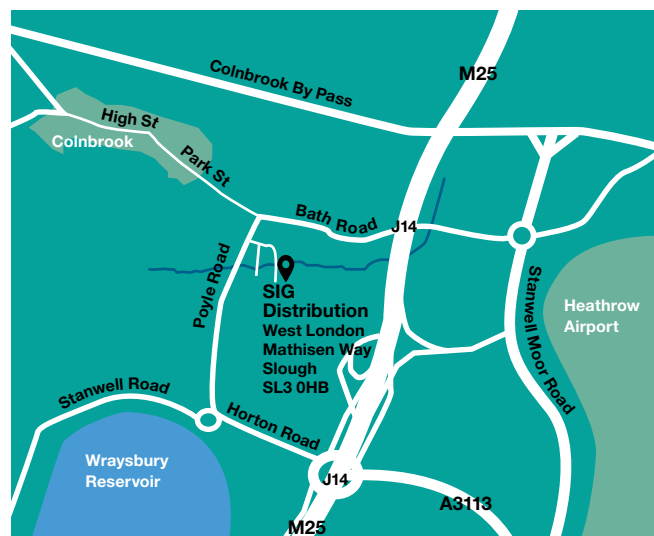 M25
Colnbrook By Pass
High St
Colnbrook
Park St
Bath Road
J14
Poyle Road
SIG
Distribution
West London
Mathisen Way
Slough
SL3 0HB
Stanwell Moor Road
Heathrow
Airport
Stanwell Road
Horton Road
Wraysbury
Reservoir
J14
A3113
M25